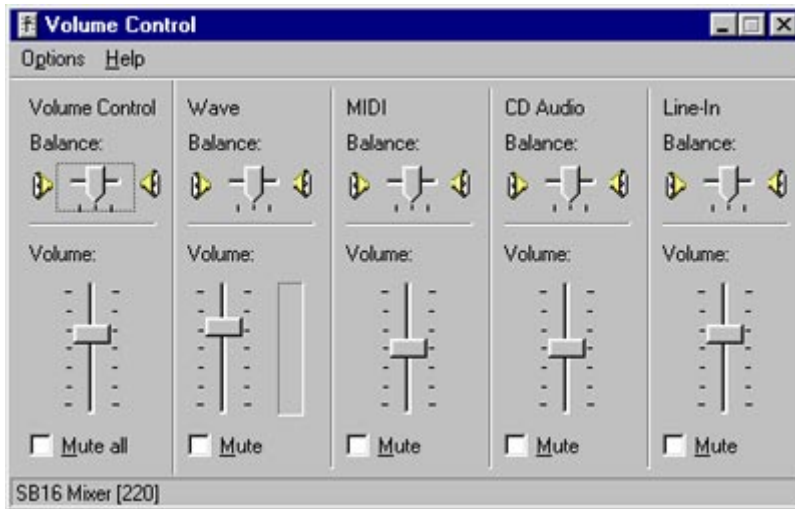 Volume Control
Options Help
Volume Control Wave MIDI CD Audio Line-In
Balance: Balance: Balance: Balance: Balance:
Volume: Volume: Volume: Volume: Volume:
Mute all Mute Mute Mute Mute
SB16 Mixer [220]